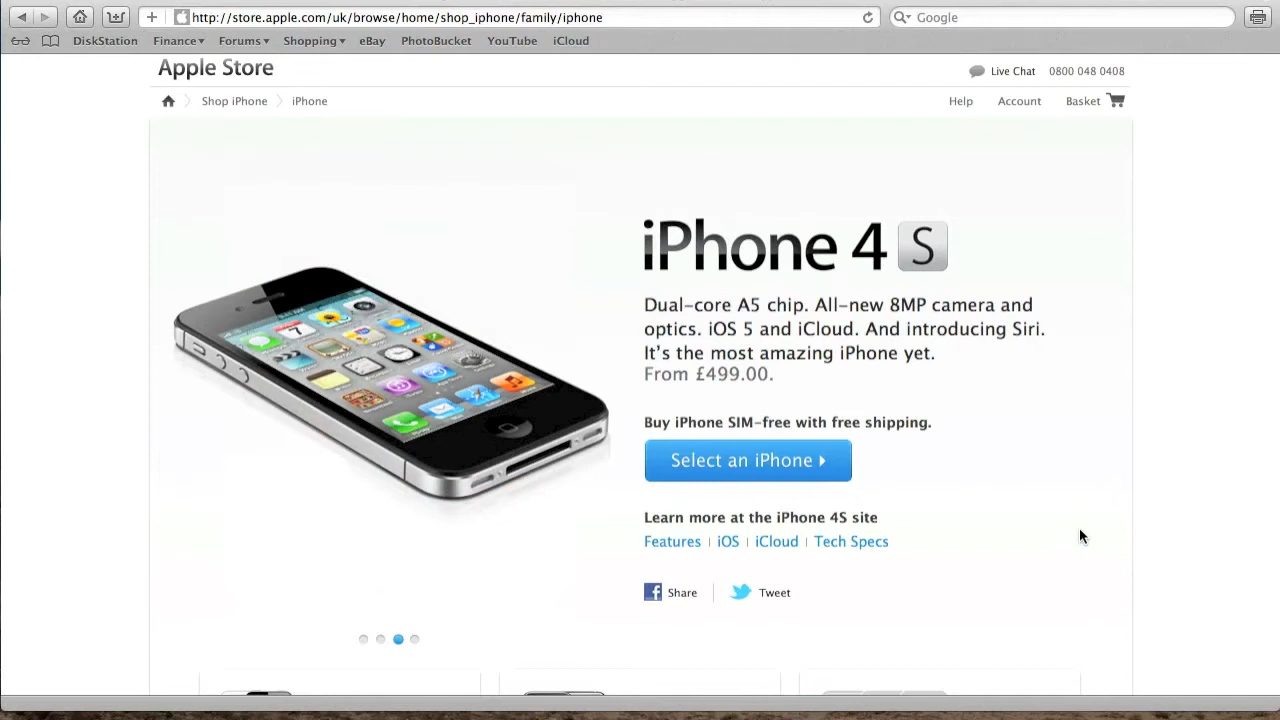 http://store.apple.com/uk/browse/home/shop_iphone/family/iphone
Google
DiskStation Finance Forums Shopping eBay PhotoBucket YouTube iCloud
Apple Store
Live Chat 0800 048 0408
Shop iPhone iPhone
Help Account Basket
iPhone 4 S
Dual-core A5 chip. All-new 8MP camera and
optics. iOS 5 and iCloud. And introducing Siri.
It's the most amazing iPhone yet.
From £499.00.
Buy iPhone SIM-free with free shipping.
Select an iPhone
Learn more at the iPhone 4S site
Features iOS iCloud Tech Specs
Share Tweet
7